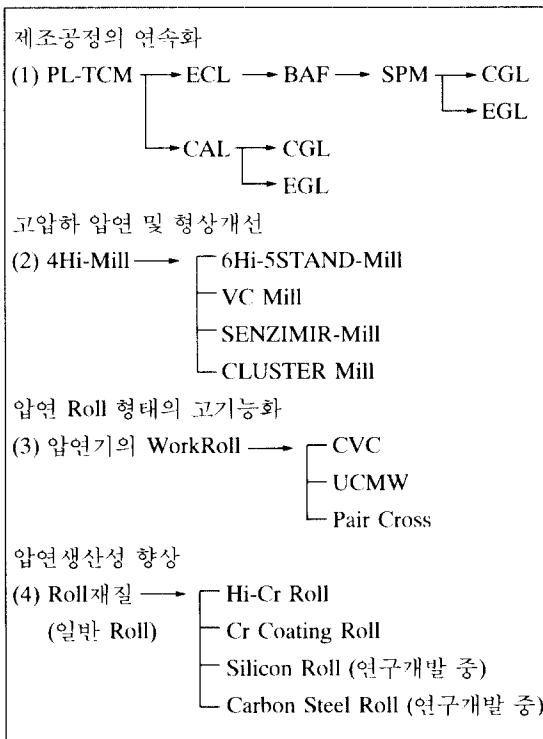 제조공정의 연속화
(1) PL-TCM → ECL → BAF → SPM → CGL
→ EGL
→ CAL → CGL
→ EGL
고압하 압연 및 형상개선
(2) 4Hi-Mill → 6Hi-5STAND-Mill
VC Mill
SENZIMIR-Mill
CLUSTER Mill
압연 Roll 형태의 고기능화
(3) 압연기의 WorkRoll → CVC
UCMW
Pair Cross
압연생산성 향상
(4) Roll재질 → Hi-Cr Roll
(일반 Roll) Cr Coating Roll
Silicon Roll (연구개발 중)
Carbon Steel Roll (연구개발 중)